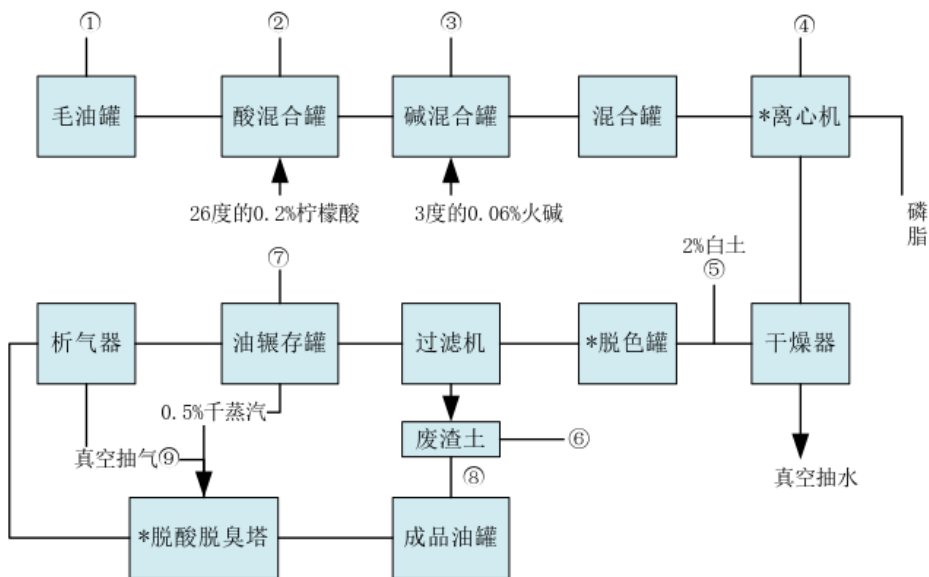 ①
②
③
④
毛油罐
酸混合罐
碱混合罐
混合罐
*离心机
26度的0.2%柠檬酸
3度的0.06%火碱
磷
脂
⑦
2%白土
⑤
析气器
油辗存罐
过滤机
*脱色罐
干燥器
0.5%千蒸汽
废渣土
⑥
真空抽气⑨
⑧
真空抽水
*脱酸脱臭塔
成品油罐